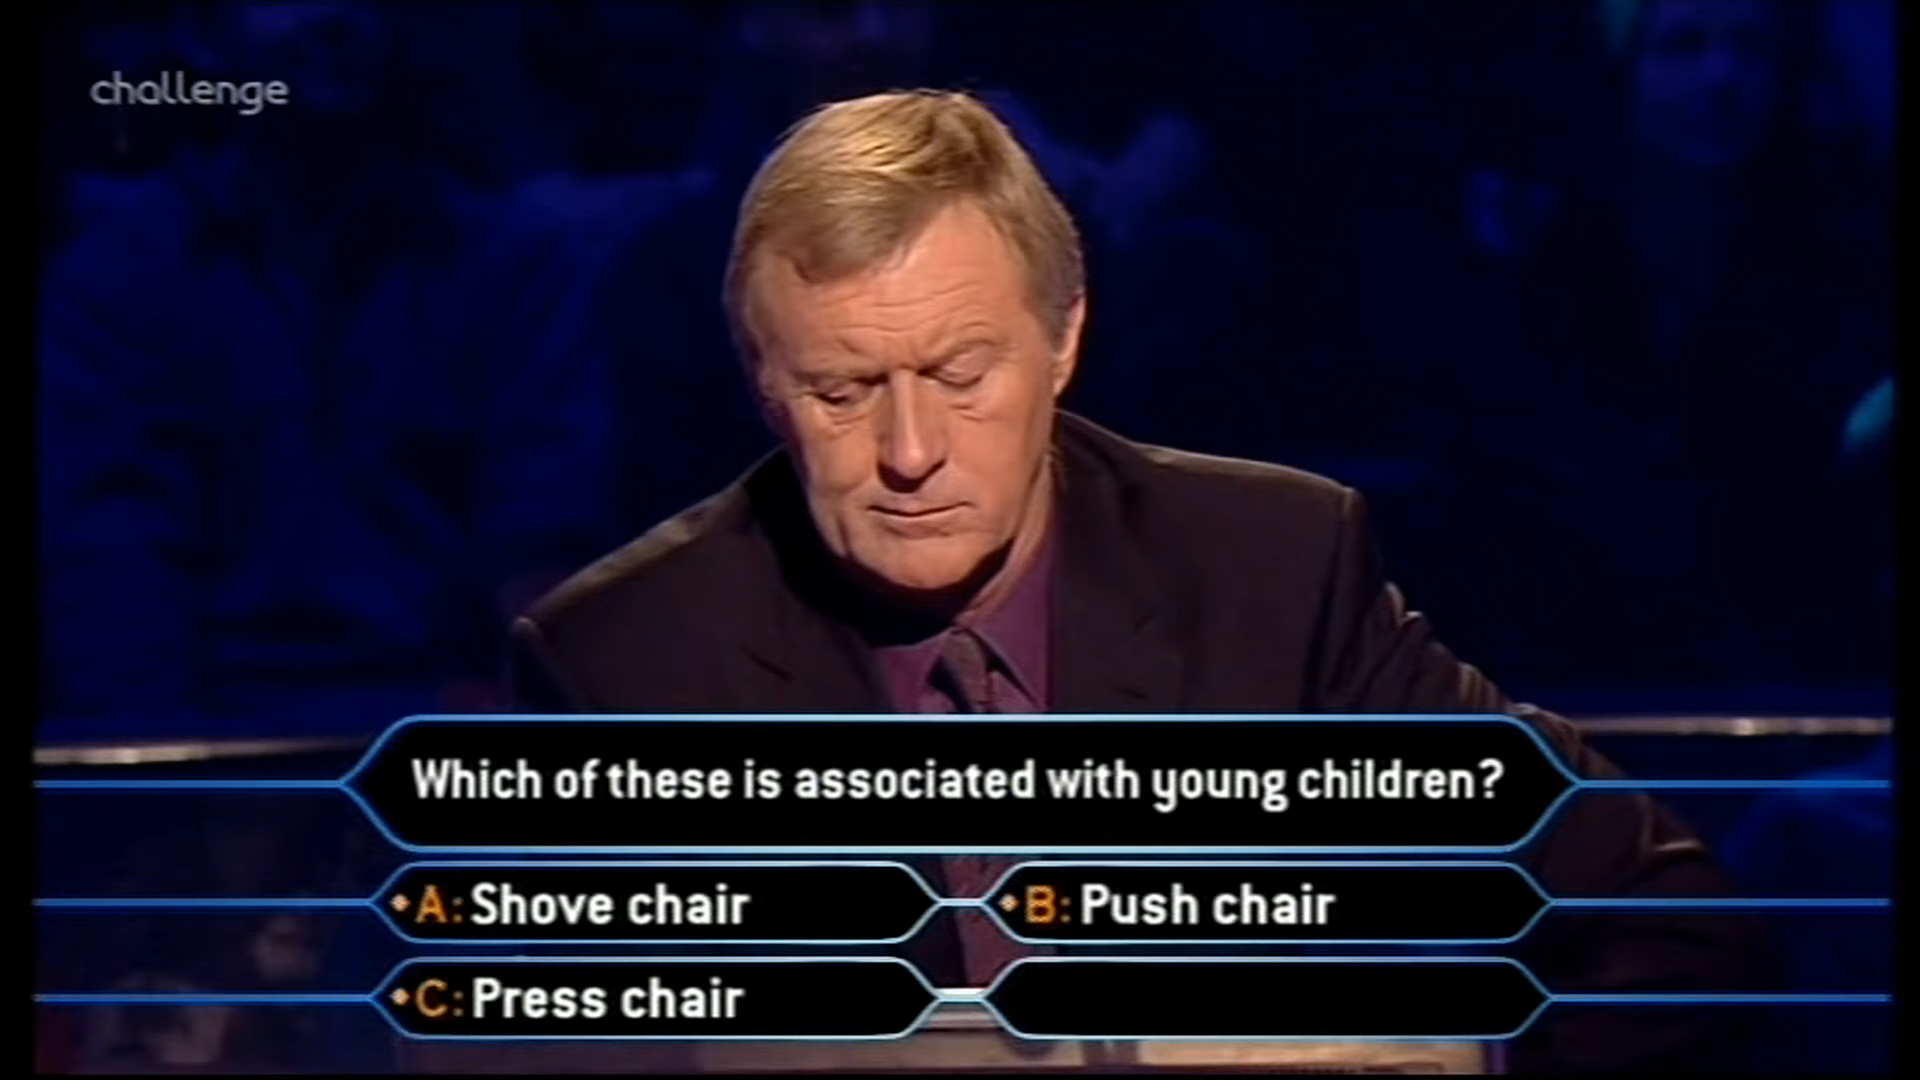 challenge
Which of these is associated with young children?
A: Shove chair
B: Push chair
C: Press chair